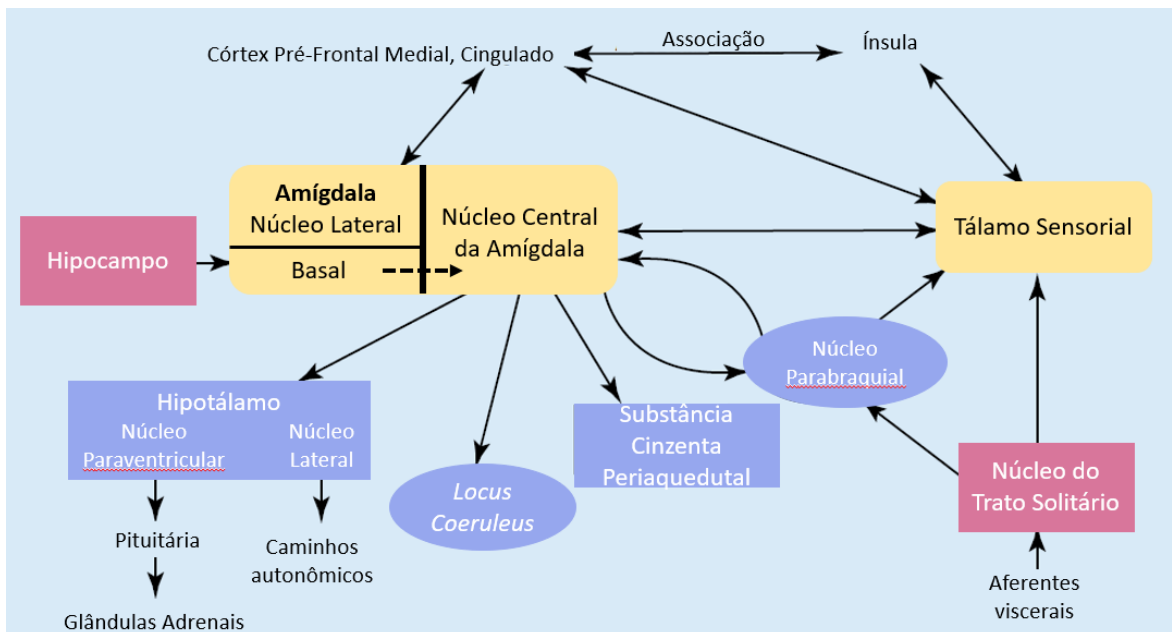 Associação
Córtex Pré-Frontal Medial, Cingulado
Ínsula
Amígdala
Núcleo Lateral
Basal
Núcleo Central
da Amígdala
Tálamo Sensorial
Hipocampo
Núcleo
Parabraquial
Hipotálamo
Núcleo
Paraventricular
Núcleo
Lateral
Substância
Cinzenta
Periaquedutal
Locus
Coeruleus
Núcleo do
Trato Solitário
Pituitária
Caminhos
autonômicos
Aferentes
viscerais
Glândulas Adrenais